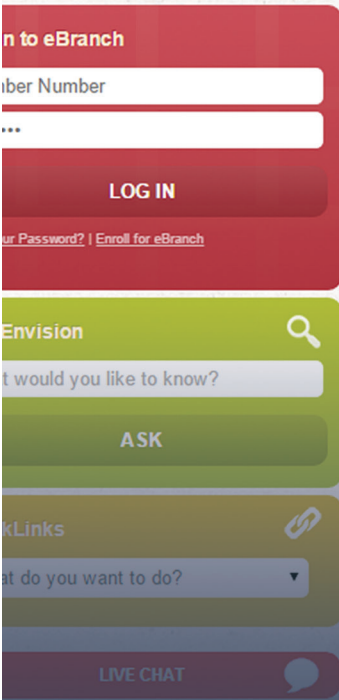 n to eBranch
ber Number
•••
LOG IN
ur Password? | Enroll for eBranch
Envision
t would you like to know?
ASK
kLinks
at do you want to do?
LIVE CHAT